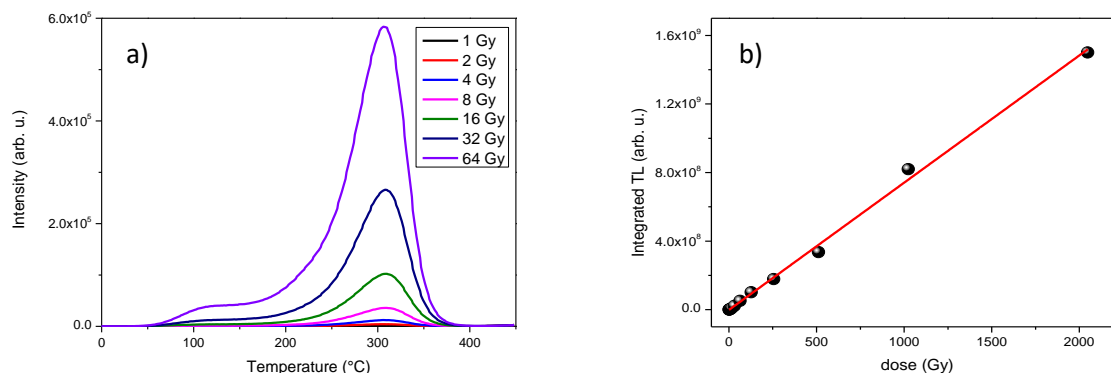 a)
6.0x10⁵
4.0x10⁵
2.0x10⁵
0.0
Intensity (arb. u.)
0
100
200
300
400
Temperature (°C)
1 Gy
2 Gy
4 Gy
8 Gy
16 Gy
32 Gy
64 Gy
b)
1.6x10⁹
1.2x10⁹
8.0x10⁸
4.0x10⁸
0.0
Integrated TL (arb. u.)
0
500
1000
1500
2000
dose (Gy)